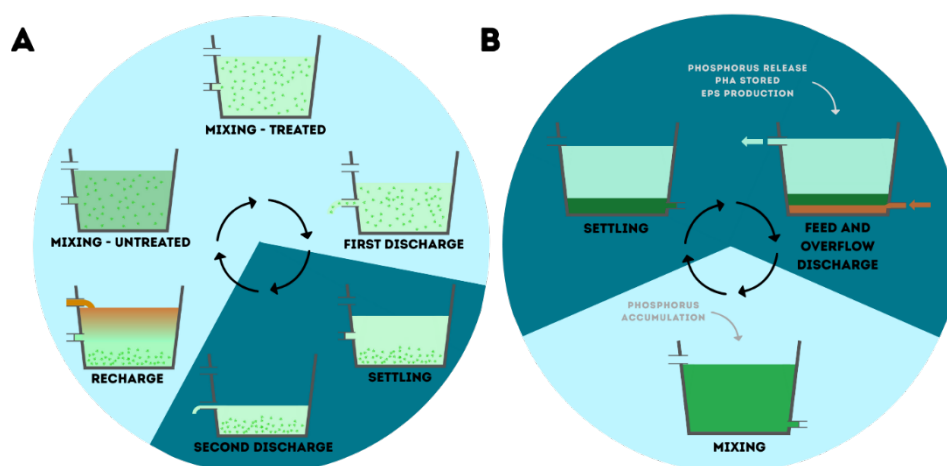 A
MIXING - TREATED
MIXING - UNTREATED
FIRST DISCHARGE
RECHARGE
SETTLING
SECOND DISCHARGE
B
PHOSPHORUS RELEASE
PHA STORED
EPS PRODUCTION
SETTLING
FEED AND
OVERFLOW
DISCHARGE
PHOSPHORUS
ACCUMULATION
MIXING